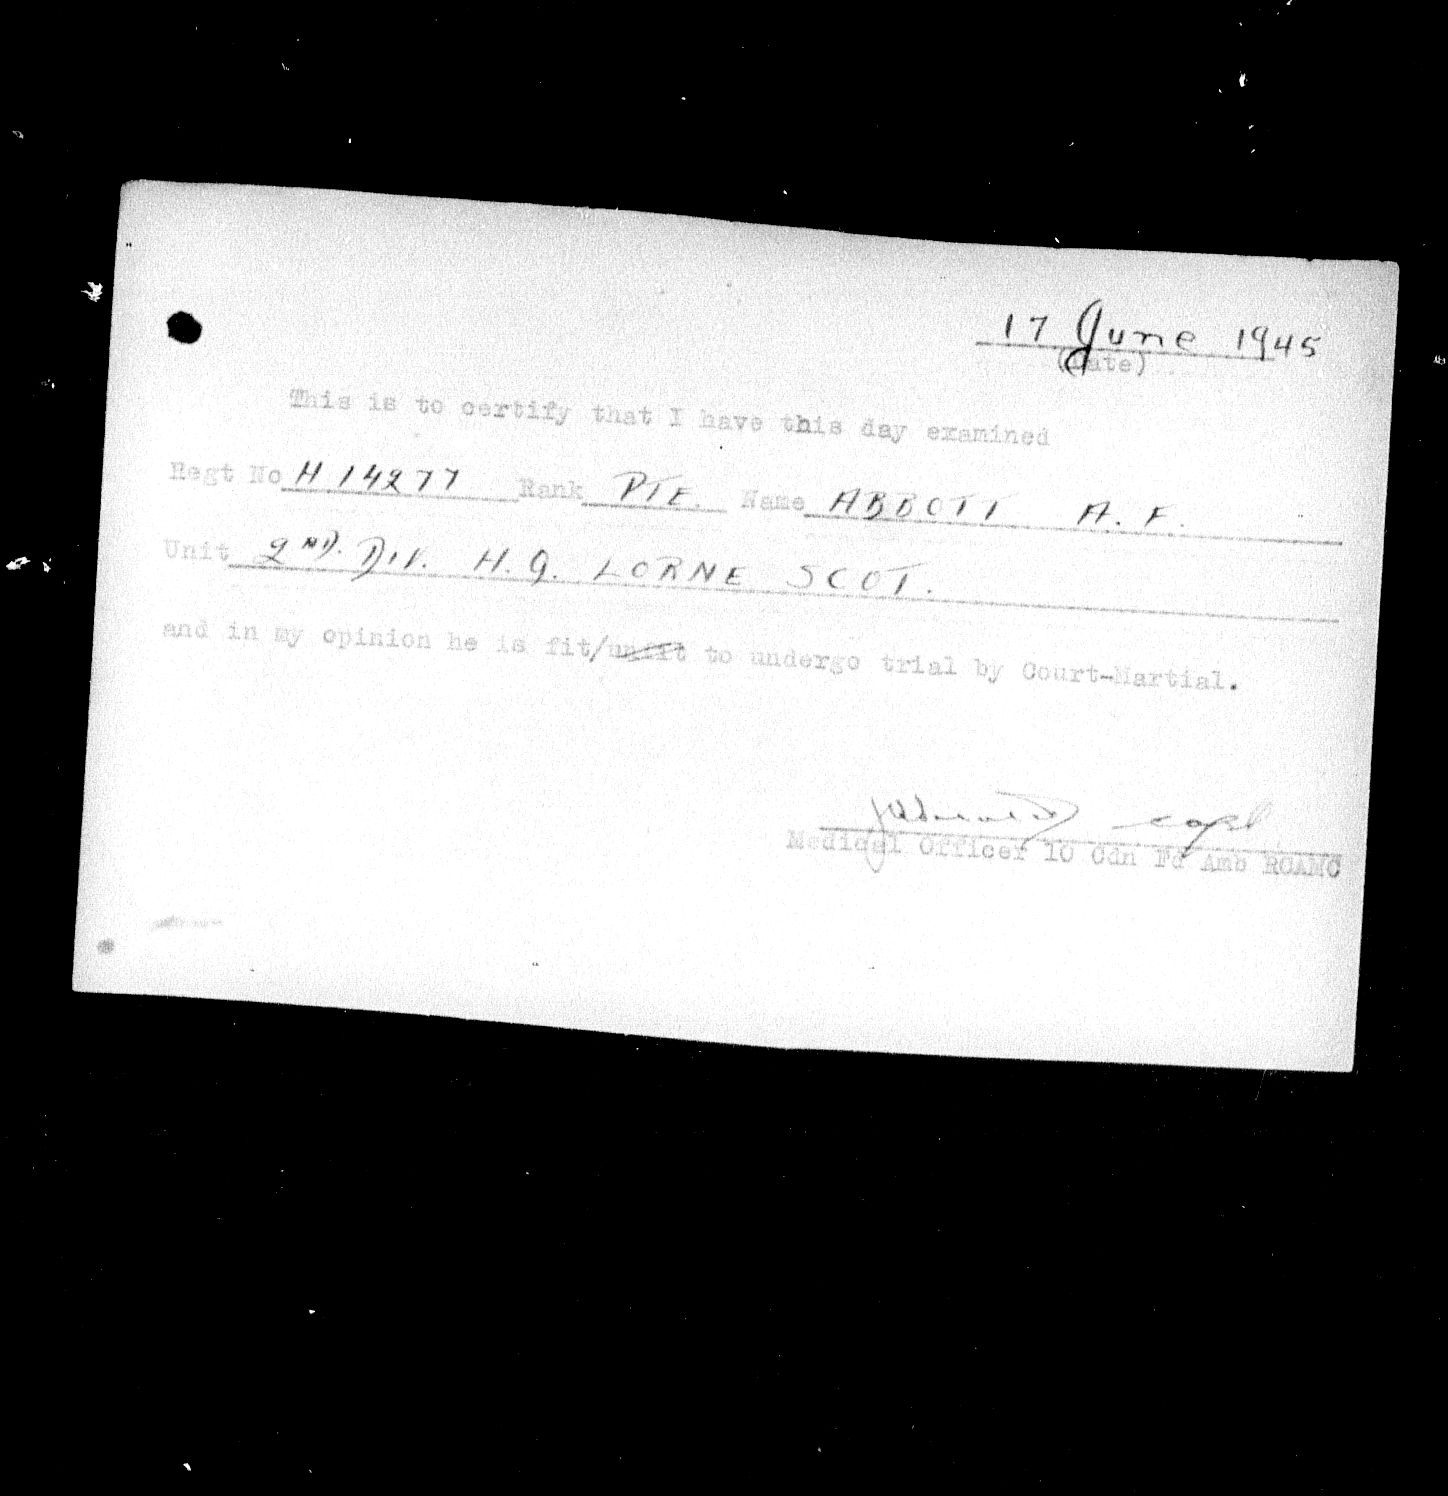 17 June 1945
(Date)
This is to certify that I have this day examined
Regt No H 14277 Rank PTE. Name ABBOTT A. F.
Unit 2ND. DIV. H.Q. LORNE SCOT.
and in my opinion he is fit/unfit to undergo trial by Court-Martial.
Capt
Medical Officer 10 Cdn Fd Amb RCAMC